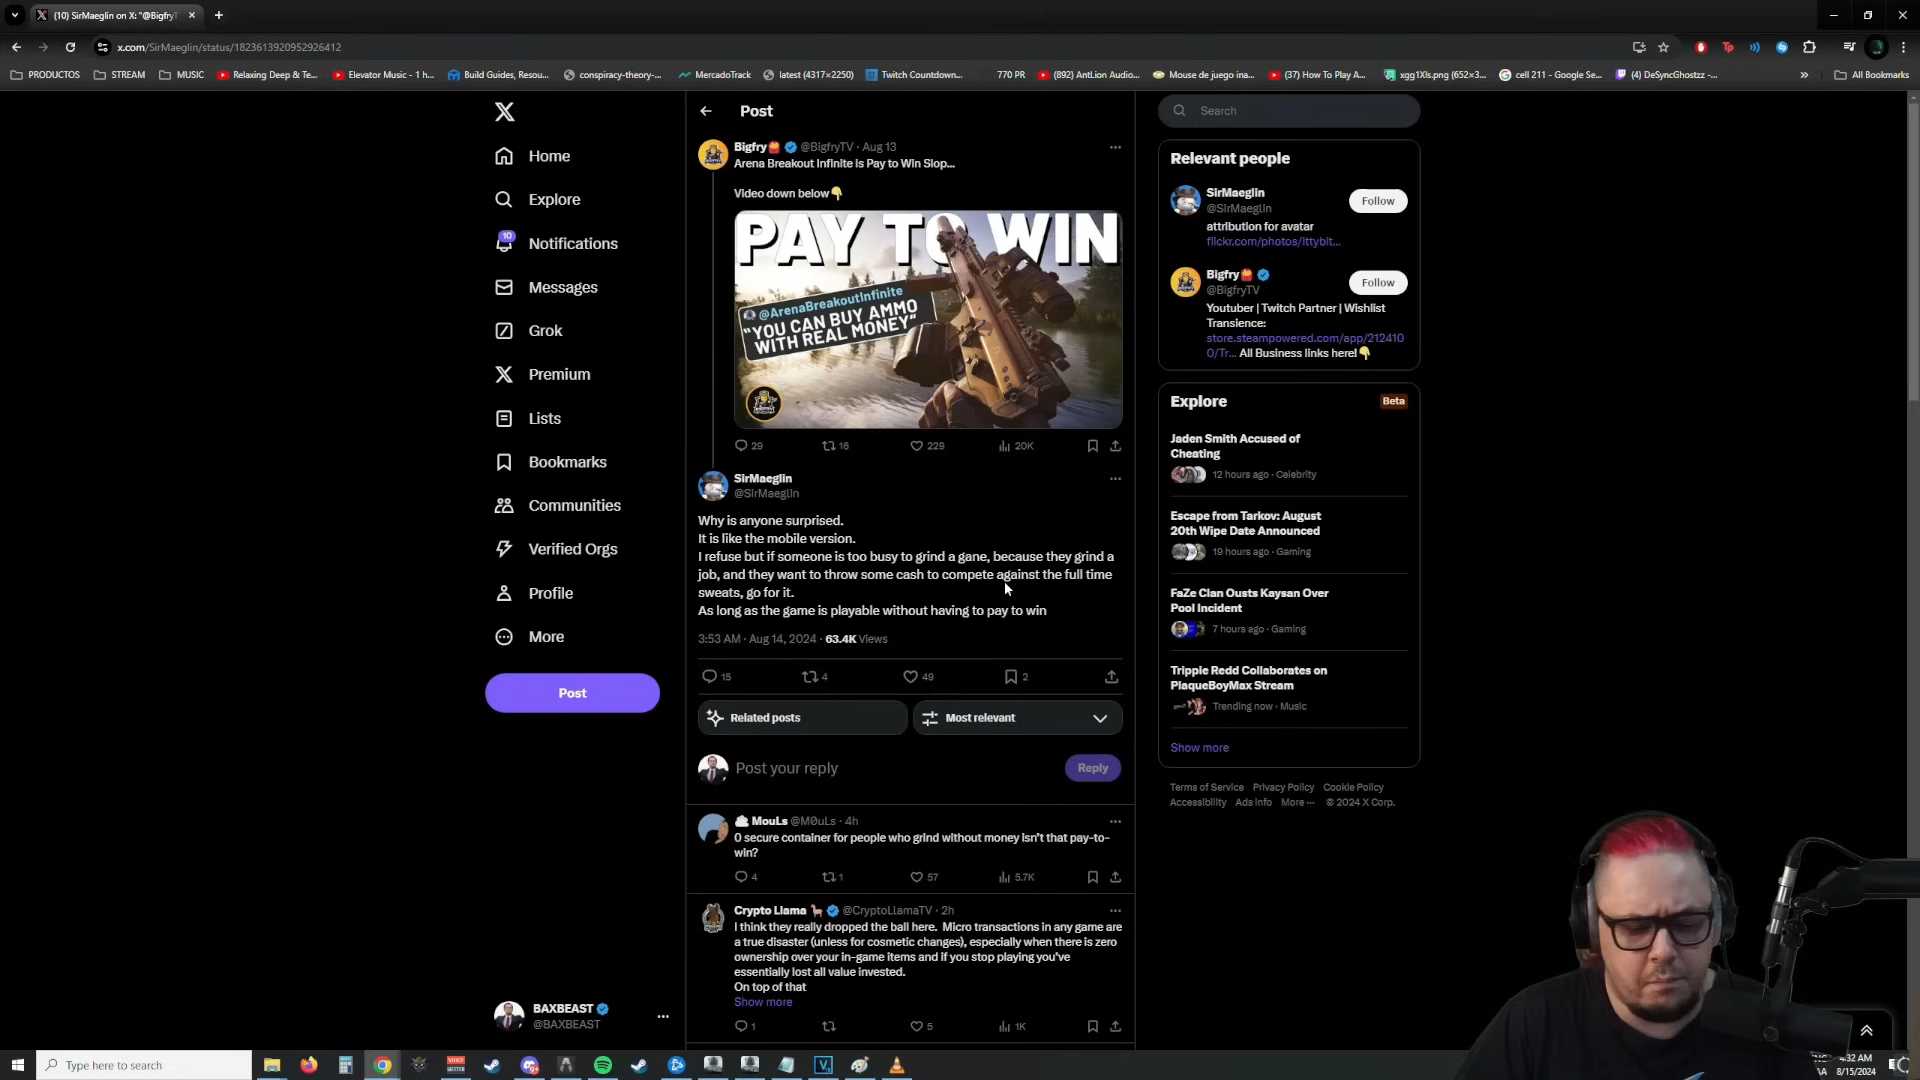 (10) SirMaeglin on X: "@BigfryT
x.com/SirMaeglin/status/1823613920952926412
PRODUCTOS
STREAM
MUSIC
Relaxing Deep & Te...
Elevator Music - 1 h...
Build Guides, Resou...
conspiracy-theory-...
MercadoTrack
latest (4317×2250)
Twitch Countdown...
770 PR
(892) AntLion Audio...
Mouse de juego ina...
(37) How To Play A...
xgg1Xls.png (652×3...
cell 211 - Google Se...
(4) DeSyncGhostzz -...
All Bookmarks
Home
Explore
10
Notifications
Messages
Grok
Premium
Lists
Bookmarks
Communities
Verified Orgs
Profile
More
Post
BAXBEAST
@BAXBEAST
Post
Bigfry @BigfryTV · Aug 13
Arena Breakout Infinite is Pay to Win Slop...
Video down below
PAY TO WIN
@ArenaBreakoutInfinite
"YOU CAN BUY AMMO
WITH REAL MONEY"
29 16 229 20K
SirMaeglin
@SirMaeglin
Why is anyone surprised.
It is like the mobile version.
I refuse but if someone is too busy to grind a gane, because they grind a
job, and they want to throw some cash to compete against the full time
sweats, go for it.
As long as the game is playable without having to pay to win
3:53 AM · Aug 14, 2024 · 63.4K Views
15 4 49 2
Related posts
Most relevant
Post your reply
Reply
MouLs @M0uLs · 4h
0 secure container for people who grind without money isn't that pay-to-
win?
4 1 57 5.7K
Crypto Llama @CryptoLlamaTV · 2h
I think they really dropped the ball here. Micro transactions in any game are
a true disaster (unless for cosmetic changes), especially when there is zero
ownership over your in-game items and if you stop playing you've
essentially lost all value invested.
On top of that
Show more
1 5 1K
Search
Relevant people
SirMaeglin
@SirMaeglin
Follow
attribution for avatar
flickr.com/photos/ittybit...
Bigfry
@BigfryTV
Follow
Youtuber | Twitch Partner | Wishlist
Transience:
store.steampowered.com/app/212410
0/Tr... All Business links here!
Explore
Beta
Jaden Smith Accused of
Cheating
12 hours ago · Celebrity
Escape from Tarkov: August
20th Wipe Date Announced
19 hours ago · Gaming
FaZe Clan Ousts Kaysan Over
Pool Incident
7 hours ago · Gaming
Trippie Redd Collaborates on
PlaqueBoyMax Stream
Trending now · Music
Show more
Terms of Service Privacy Policy Cookie Policy
Accessibility Ads info More ··· © 2024 X Corp.
Type here to search
4:32 AM
8/15/2024